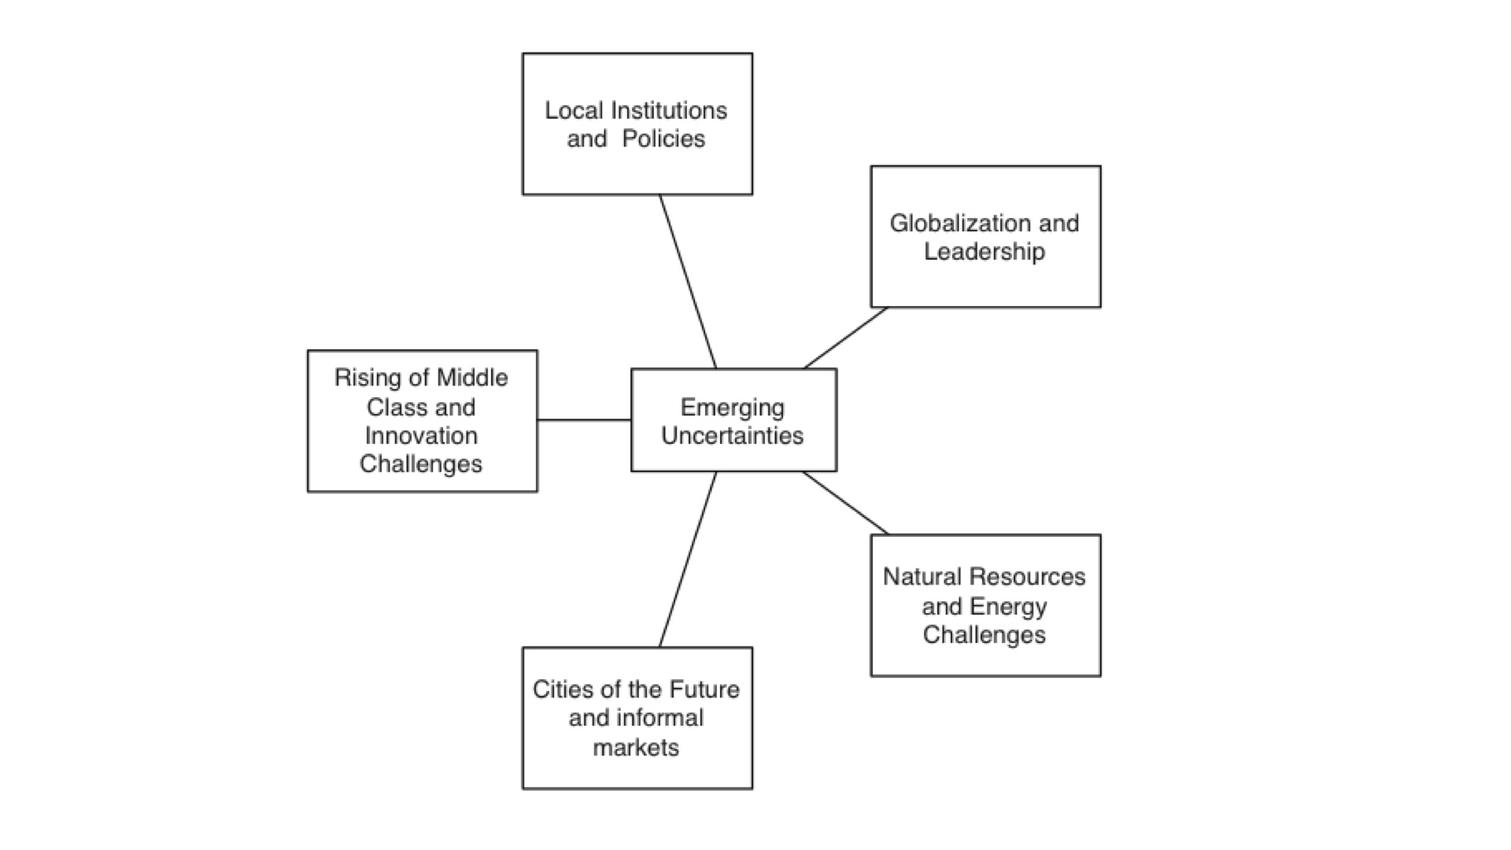 Local Institutions
and  Policies
Globalization and
Leadership
Rising of Middle
Class and
Innovation
Challenges
Emerging
Uncertainties
Natural Resources
and Energy
Challenges
Cities of the Future
and informal
markets